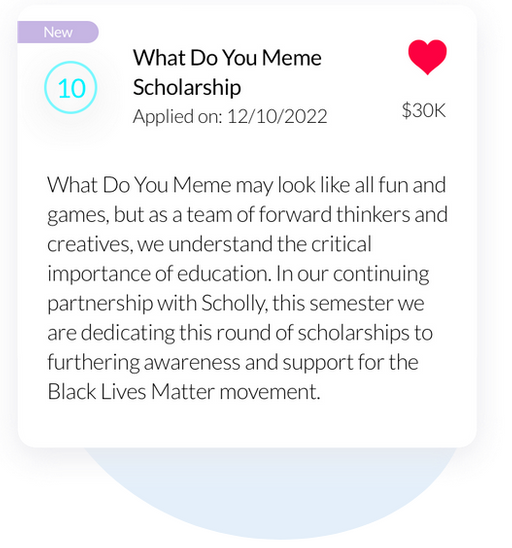 New
10
What Do You Meme
Scholarship
Applied on: 12/10/2022
$30K
What Do You Meme may look like all fun and
games, but as a team of forward thinkers and
creatives, we understand the critical
importance of education. In our continuing
partnership with Scholly, this semester we
are dedicating this round of scholarships to
furthering awareness and support for the
Black Lives Matter movement.